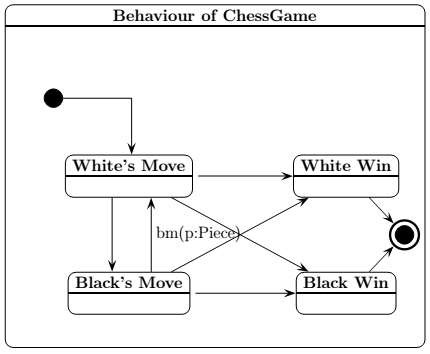 Behaviour of ChessGame
White's Move
White Win
bm(p:Piece)
Black's Move
Black Win